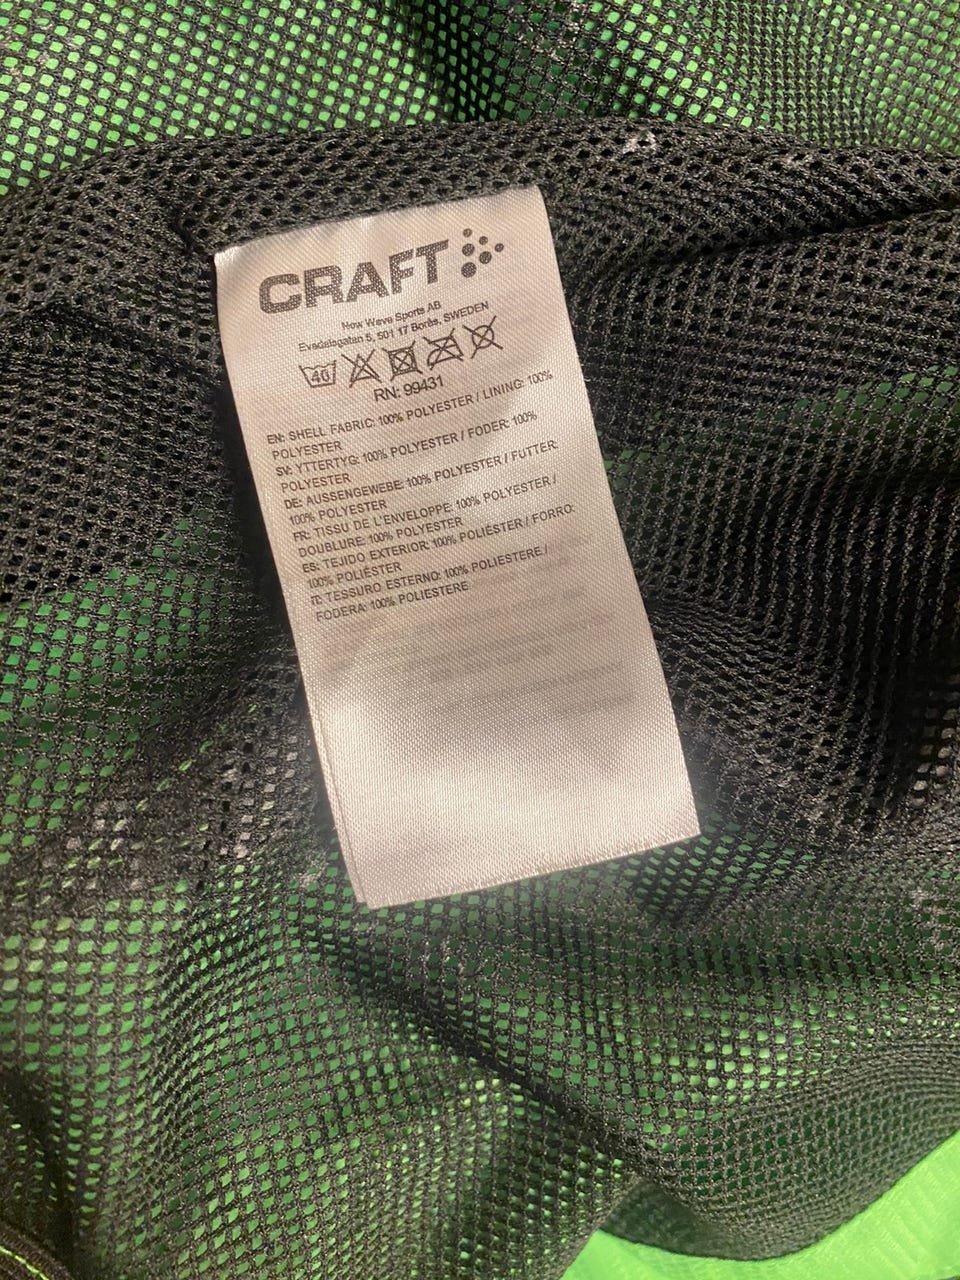 CRAFT
New Wave Sports AB
Evedalsgatan 5, 501 17 Borås, SWEDEN
40
RN: 99431
EN: SHELL FABRIC: 100% POLYESTER / LINING: 100%
POLYESTER
SV: YTTERTYG: 100% POLYESTER / FODER: 100%
POLYESTER
DE: AUSSENGEWEBE: 100% POLYESTER / FUTTER:
100% POLYESTER
FR: TISSU DE L'ENVELOPPE: 100% POLYESTER /
DOUBLURE: 100% POLYESTER
ES: TEJIDO EXTERIOR: 100% POLIÉSTER / FORRO:
100% POLIÉSTER
IT: TESSURO ESTERNO: 100% POLIESTERE /
FODERA: 100% POLIESTERE